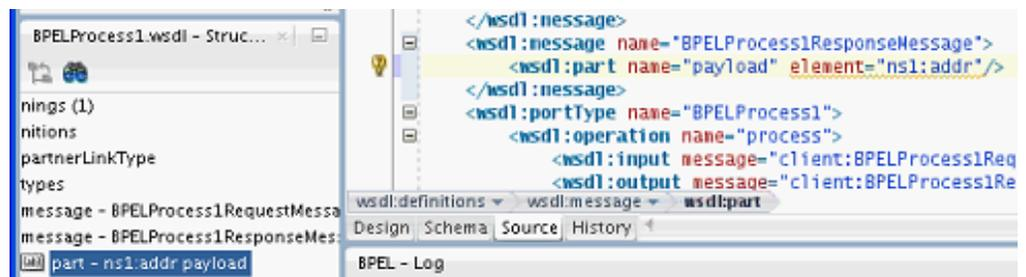 BPELProcess1.wsdl - Struc...
nings (1)
nitions
partnerLinkType
types
message - BPELProcess1RequestMessa
message - BPELProcess1ResponseMes
part - ns1:addr payload
</wsdl:message>
<wsdl:message name="BPELProcess1ResponseMessage">
<wsdl:part name="payload" element="ns1:addr"/>
</wsdl:message>
<wsdl:portType name="BPELProcess1">
<wsdl:operation name="process">
<wsdl:input message="client:BPELProcess1Req
<wsdl:output message="client:BPELProcess1Re
wsdl:definitions wsdl:message wsdl:part
Design Schema Source History
BPEL - Log